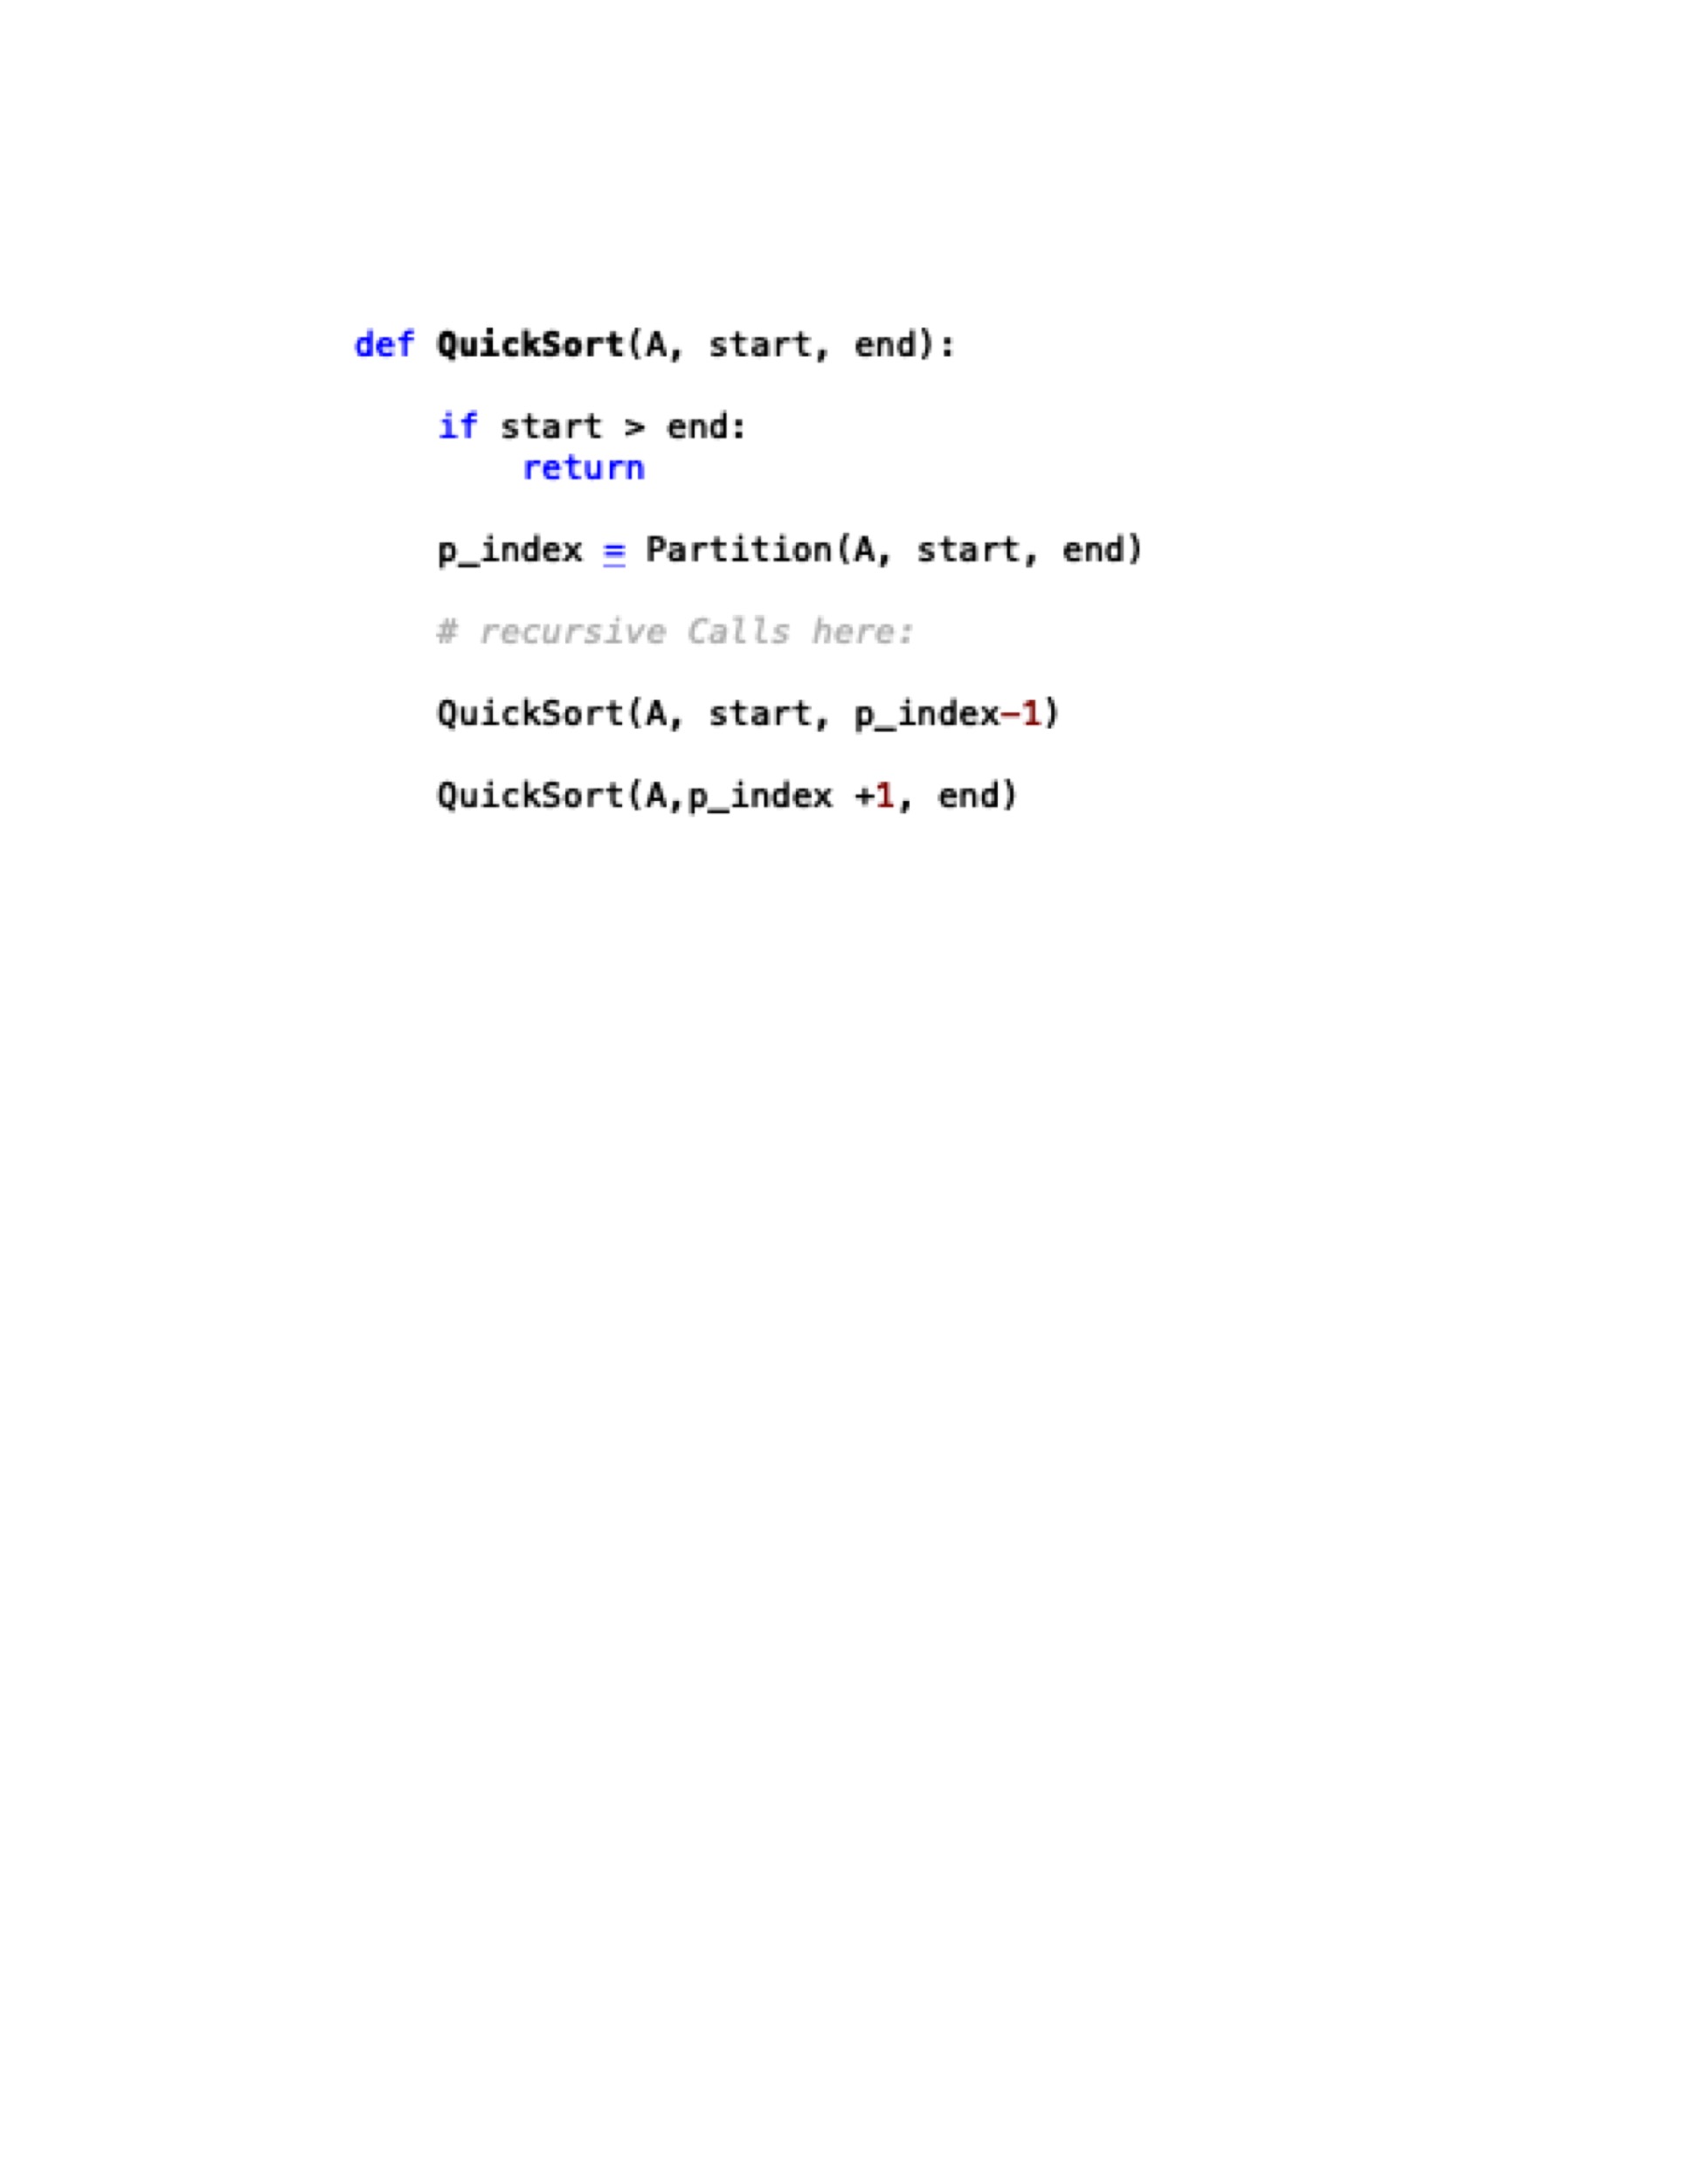 def QuickSort(A, start, end):
if start > end:
return
p_index = Partition(A, start, end)
# recursive Calls here:
QuickSort(A, start, p_index-1)
QuickSort(A,p_index +1, end)